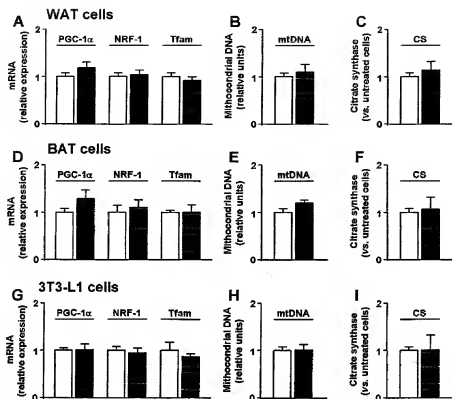 WAT cells
A
PGC-1α NRF-1 Tfam
mRNA
(relative expression)
2
1
0
B
mtDNA
Mithocondrial DNA
(relative units)
2
1
0
C
CS
Citrate synthase
(vs. untreated cells)
2
1
0
BAT cells
D
PGC-1α NRF-1 Tfam
mRNA
(relative expression)
2
1
0
E
mtDNA
Mithocondrial DNA
(relative units)
2
1
0
F
CS
Citrate synthase
(vs. untreated cells)
2
1
0
3T3-L1 cells
G
PGC-1α NRF-1 Tfam
mRNA
(relative expression)
2
1
0
H
mtDNA
Mithocondrial DNA
(relative units)
2
1
0
I
CS
Citrate synthase
(vs. untreated cells)
2
1
0